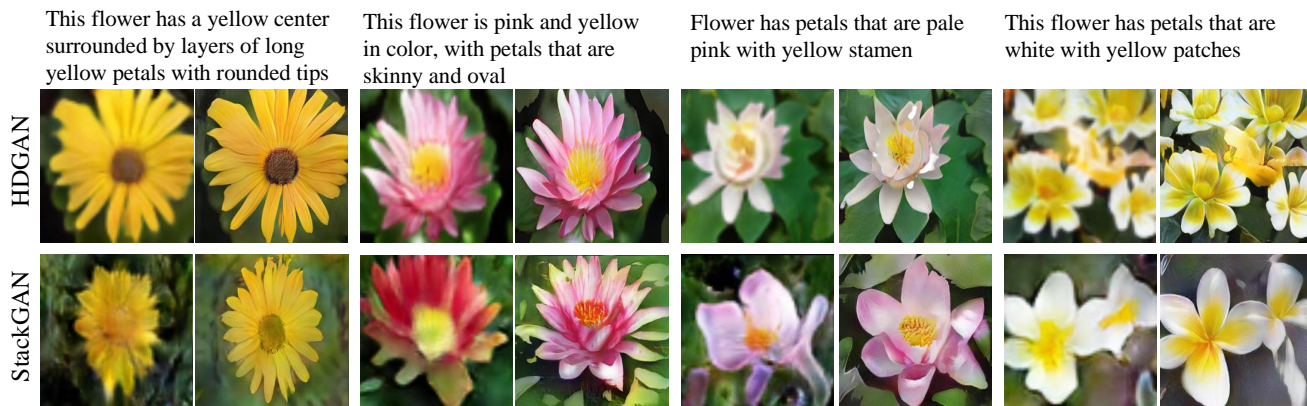 This flower has a yellow center
surrounded by layers of long
yellow petals with rounded tips
This flower is pink and yellow
in color, with petals that are
skinny and oval
Flower has petals that are pale
pink with yellow stamen
This flower has petals that are
white with yellow patches
HDGAN
StackGAN